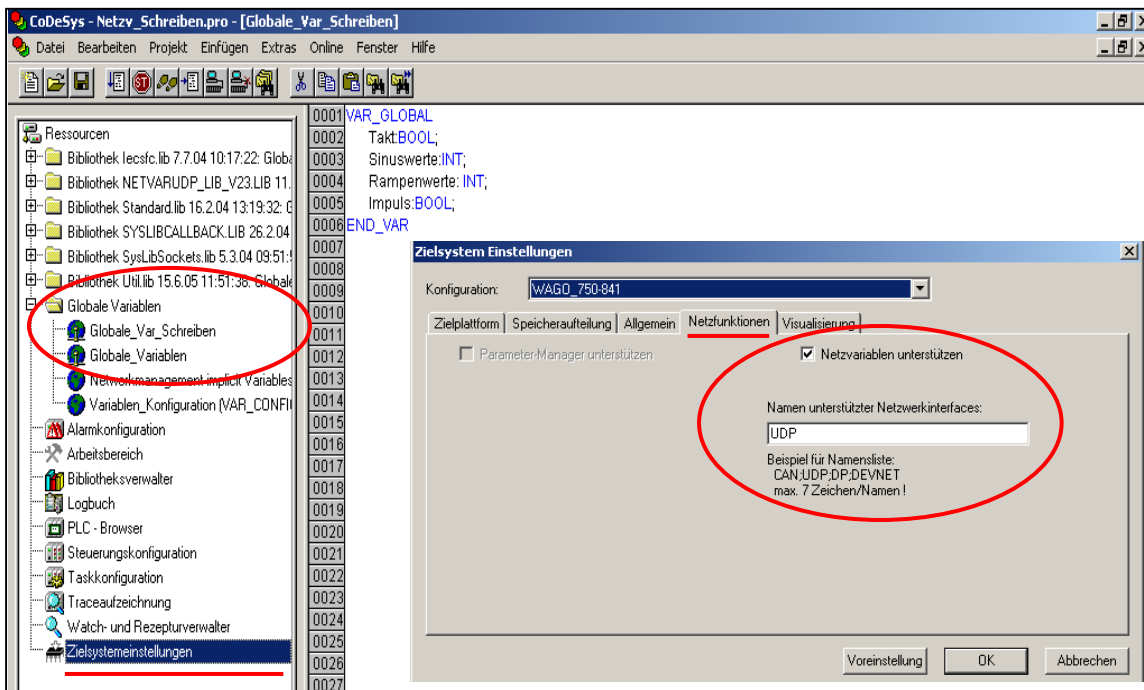 CoDeSys - Netzv_Schreiben.pro - [Globale_Var_Schreiben]
Datei Bearbeiten Projekt Einfügen Extras Online Fenster Hilfe
Ressourcen
Bibliothek Iecsfc.lib 7.7.04 10:17:22: Globa
Bibliothek NETVARUDP_LIB_V23.LIB 11.
Bibliothek Standard.lib 16.2.04 13:19:32: G
Bibliothek SYSLIBCALLBACK.LIB 26.2.04
Bibliothek SysLibSockets.lib 5.3.04 09:51:
Bibliothek Util.lib 15.6.05 11:51:38: Globale
Globale Variablen
Globale_Var_Schreiben
Globale_Variablen
Networkmanagement implicit Variables
Variablen_Konfiguration (VAR_CONFI
Alarmkonfiguration
Arbeitsbereich
Bibliotheksverwalter
Logbuch
PLC - Browser
Steuerungskonfiguration
Taskkonfiguration
Traceaufzeichnung
Watch- und Rezepturverwalter
Zielsystemeinstellungen
0001 VAR_GLOBAL
0002 Takt:BOOL;
0003 Sinuswerte:INT;
0004 Rampenwerte: INT;
0005 Impuls:BOOL;
0006 END_VAR
0007
0008
0009
0010
0011
0012
0013
0014
0015
0016
0017
0018
0019
0020
0021
0022
0023
0024
0025
0026
0027
Zielsystem Einstellungen
Konfiguration: WAGO_750-841
Zielplattform Speicheraufteilung Allgemein Netzfunktionen Visualisierung
Parameter-Manager unterstützen
Netzvariablen unterstützen
Namen unterstützter Netzwerkinterfaces:
UDP
Beispiel für Namensliste:
CAN;UDP;DP;DEVNET
max. 7 Zeichen/Namen !
Voreinstellung OK Abbrechen